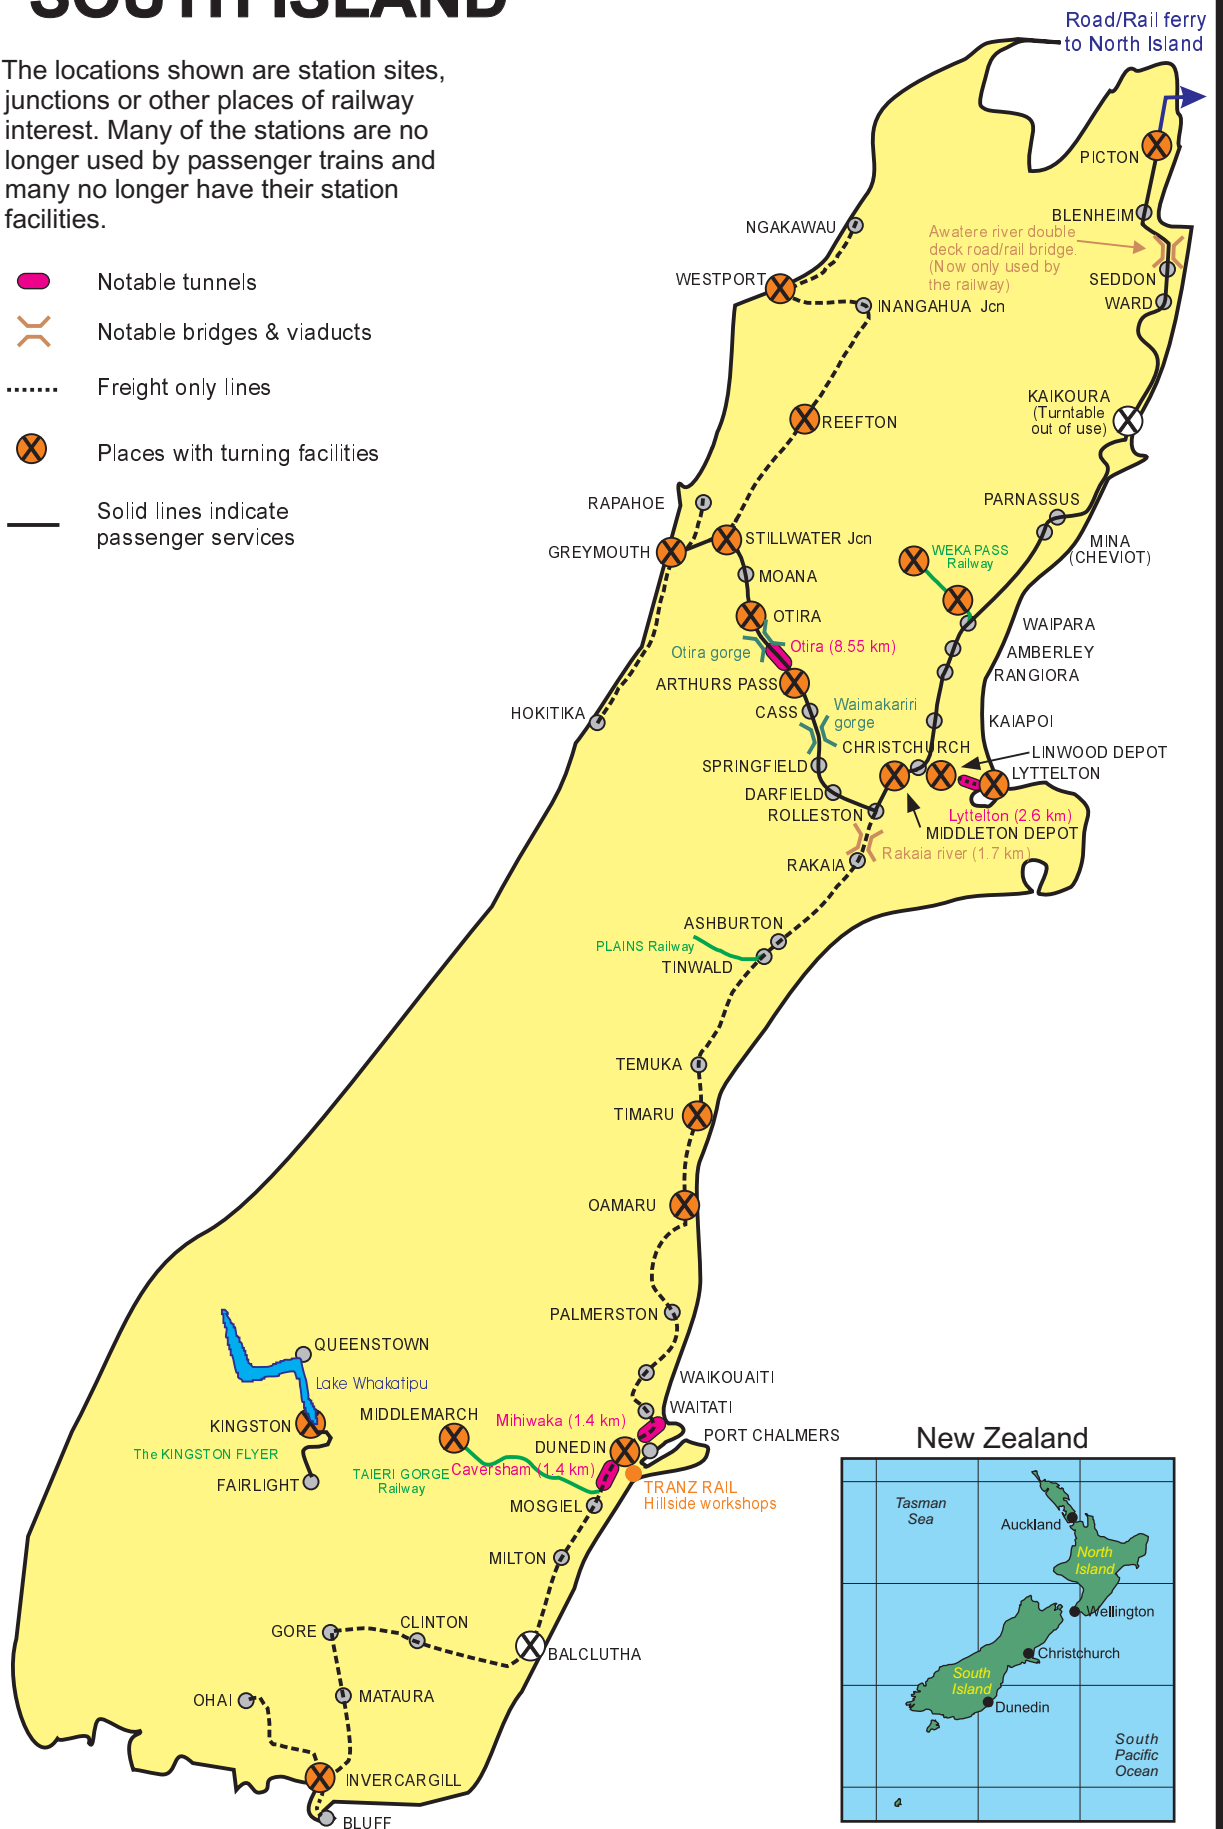 SOUTH ISLAND
The locations shown are station sites,
junctions or other places of railway
interest. Many of the stations are no
longer used by passenger trains and
many no longer have their station
facilities.
Notable tunnels
Notable bridges & viaducts
Freight only lines
Places with turning facilities
Solid lines indicate
passenger services
Road/Rail ferry
to North Island
PICTON
BLENHEIM
Awatere river double
deck road/rail bridge.
(Now only used by
the railway)
SEDDON
WARD
NGAKAWAU
WESTPORT
INANGAHUA Jcn
KAIKOURA
(Turntable
out of use)
REEFTON
PARNASSUS
RAPAHOE
STILLWATER Jcn
GREYMOUTH
MINA
(CHEVIOT)
WEKA PASS
Railway
MOANA
OTIRA
WAIPARA
Otira gorge
Otira (8.55 km)
AMBERLEY
RANGIORA
ARTHURS PASS
HOKITIKA
CASS
Waimakariri
gorge
KAIAPOI
CHRISTCHURCH
LINWOOD DEPOT
SPRINGFIELD
LYTTELTON
DARFIELD
ROLLESTON
Lyttelton (2.6 km)
MIDDLETON DEPOT
Rakaia river (1.7 km)
RAKAIA
ASHBURTON
PLAINS Railway
TINWALD
TEMUKA
TIMARU
OAMARU
PALMERSTON
QUEENSTOWN
Lake Whakatipu
WAIKOUAITI
WAITATI
KINGSTON
MIDDLEMARCH
Mihiwaka (1.4 km)
PORT CHALMERS
The KINGSTON FLYER
DUNEDIN
TAIERI GORGE
Railway
Caversham (1.4 km)
FAIRLIGHT
TRANZ RAIL
Hillside workshops
MOSGIEL
MILTON
GORE
CLINTON
BALCLUTHA
OHAI
MATAURA
INVERCARGILL
BLUFF
New Zealand
Tasman
Sea
Auckland
North
Island
Wellington
Christchurch
South
Island
Dunedin
South
Pacific
Ocean